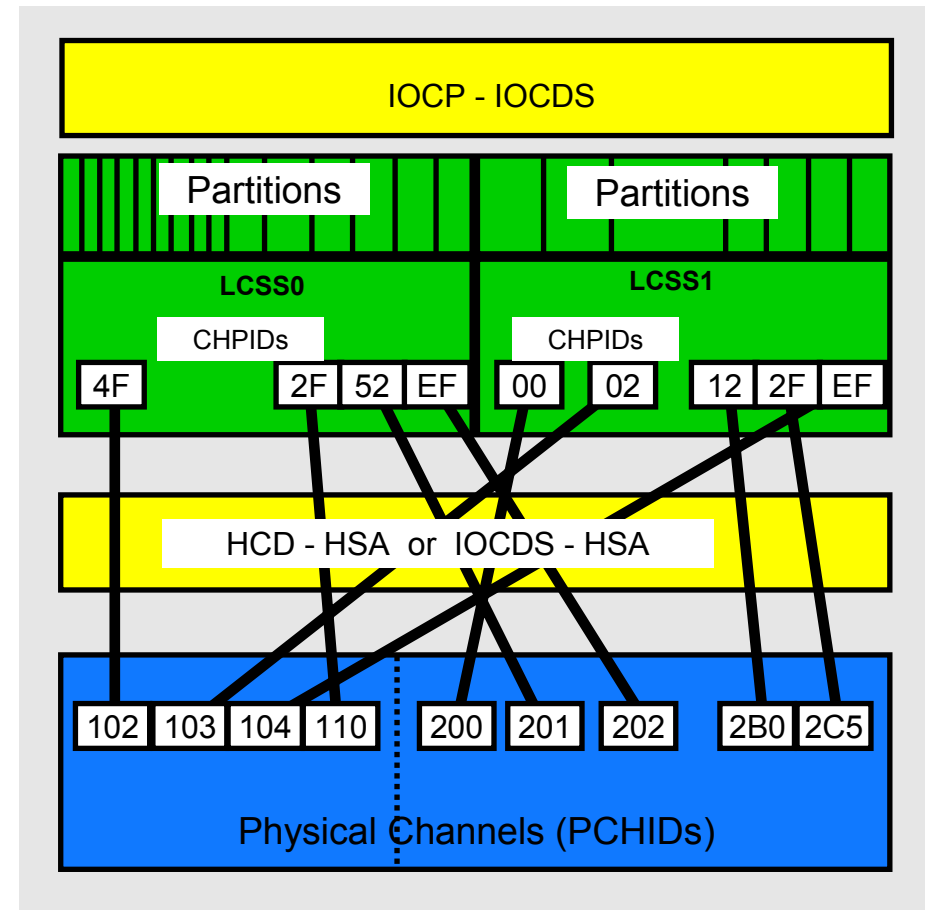 IOCP - IOCDS
Partitions Partitions
LCSS0 LCSS1
CHPIDs CHPIDs
4F 2F 52 EF 00 02 12 2F EF
HCD - HSA or IOCDS - HSA
102 103 104 110 200 201 202 2B0 2C5
Physical Channels (PCHIDs)